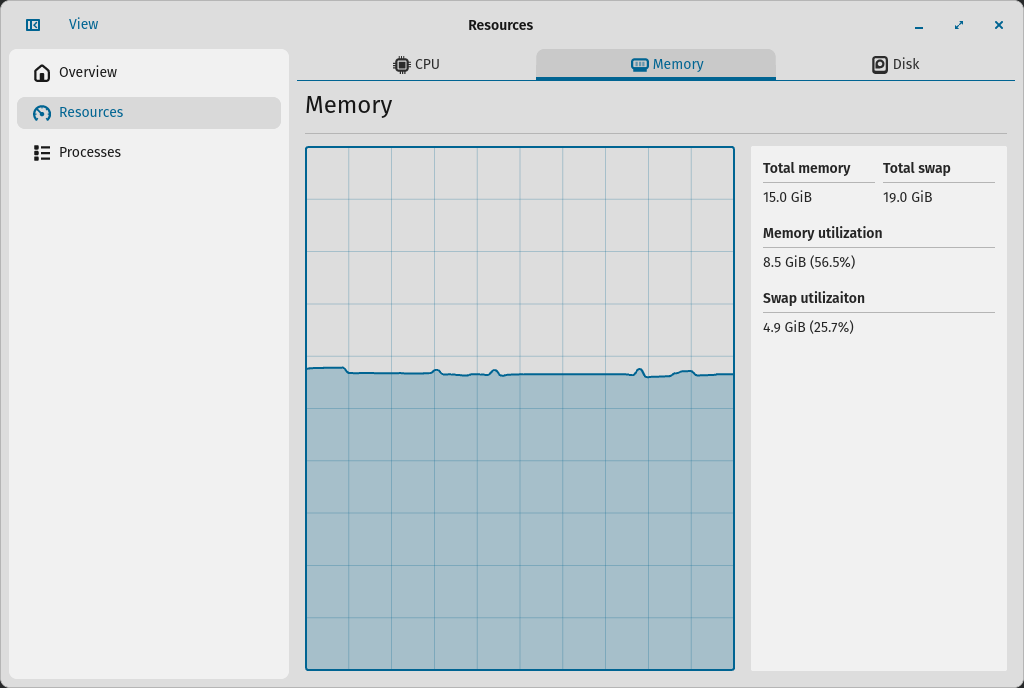 View
Resources
Overview
Resources
Processes
CPU
Memory
Disk
Memory
Total memory
Total swap
15.0 GiB
19.0 GiB
Memory utilization
8.5 GiB (56.5%)
Swap utilizaiton
4.9 GiB (25.7%)